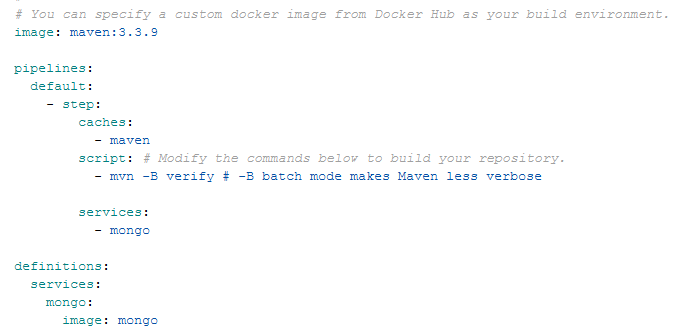 # You can specify a custom docker image from Docker Hub as your build environment.
image: maven:3.3.9
pipelines:
default:
- step:
caches:
- maven
script: # Modify the commands below to build your repository.
- mvn -B verify # -B batch mode makes Maven less verbose
services:
- mongo
definitions:
services:
mongo:
image: mongo